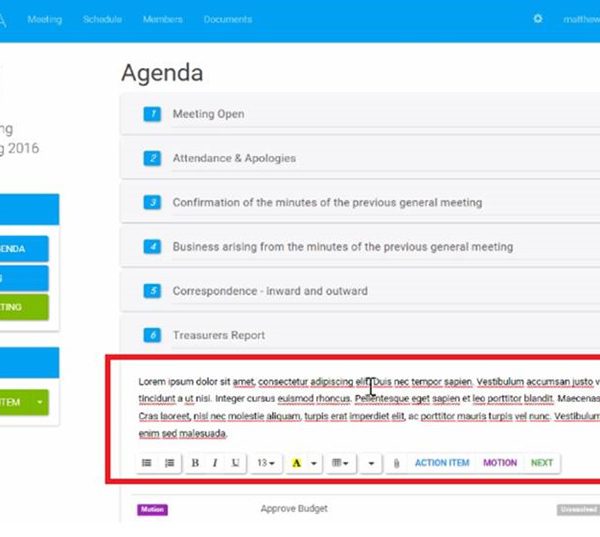 A Meeting Schedule Members Documents matthew
Agenda
1 Meeting Open
ng
g 2016
2 Attendance & Apologies
3 Confirmation of the minutes of the previous general meeting
ENDA
4 Business arising from the minutes of the previous general meeting
S
5 Correspondence - inward and outward
TING
6 Treasurers Report
Lorem ipsum dolor sit amet, consectetur adipiscing elit. Duis nec tempor sapien. Vestibulum accumsan justo v
tincidunt a ut nisi. Integer cursus euismod rhoncus. Pellentesque eget sapien et leo porttitor blandit. Maecenas
ITEM
Cras laoreet, nisl nec molestie aliquam, turpis erat imperdiet elit, ac porttitor mauris turpis vel nunc. Vestibulum
enim sed malesuada.
B I U 13 A ACTION ITEM MOTION NEXT
Motion Approve Budget Unresolved